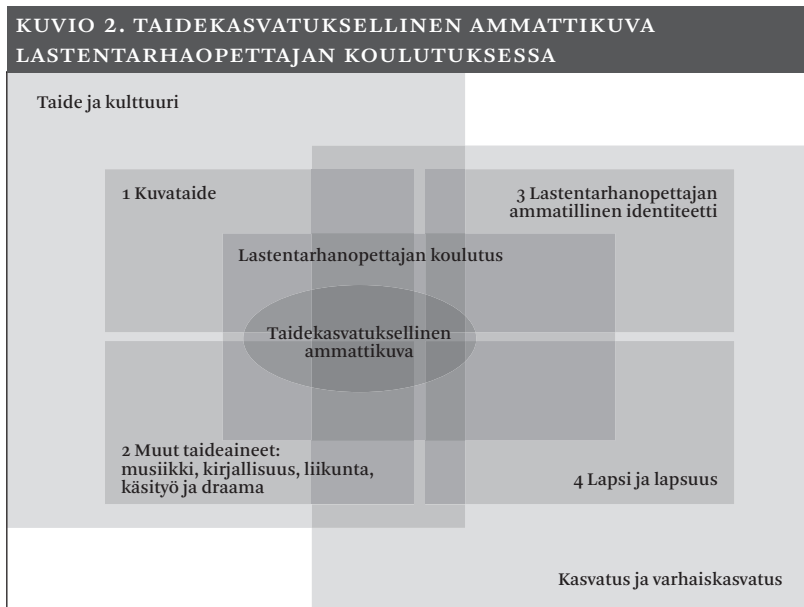 KUVIO 2. TAIDEKASVATUKSELLINEN AMMATTIKUVA
LASTENTARHAOPETTAJAN KOULUTUKSESSA
Taide ja kulttuuri
1 Kuvataide
3 Lastentarhanopettajan
ammatillinen identiteetti
Lastentarhanopettajan koulutus
Taidekasvatuksellinen
ammattikuva
2 Muut taideaineet:
musiikki, kirjallisuus, liikunta,
käsityö ja draama
4 Lapsi ja lapsuus
Kasvatus ja varhaiskasvatus